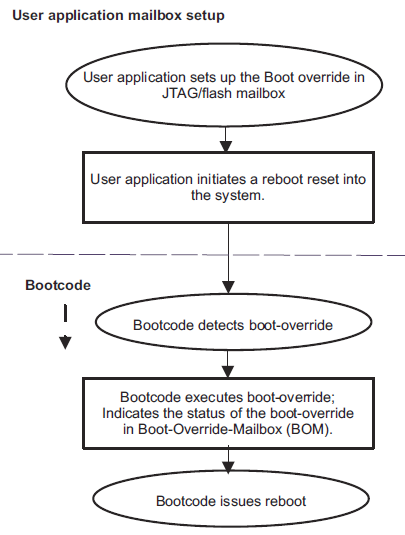 User application mailbox setup
User application sets up the Boot override in
JTAG/flash mailbox
User application initiates a reboot reset into
the system.
Bootcode
Bootcode detects boot-override
Bootcode executes boot-override;
Indicates the status of the boot-override
in Boot-Override-Mailbox (BOM).
Bootcode issues reboot